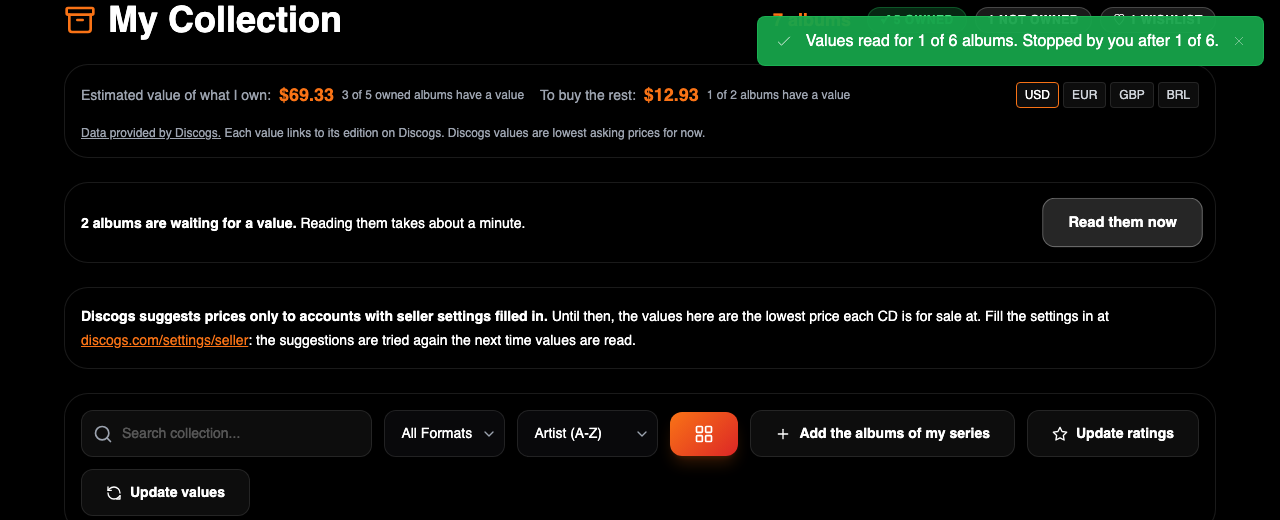 My Collection
7 albums
NOT OWNED
1 WISHLIST
Values read for 1 of 6 albums. Stopped by you after 1 of 6.
Estimated value of what I own: $69.33 3 of 5 owned albums have a value To buy the rest: $12.93 1 of 2 albums have a value
USD EUR GBP BRL
Data provided by Discogs. Each value links to its edition on Discogs. Discogs values are lowest asking prices for now.
2 albums are waiting for a value. Reading them takes about a minute.
Read them now
Discogs suggests prices only to accounts with seller settings filled in. Until then, the values here are the lowest price each CD is for sale at. Fill the settings in at
discogs.com/settings/seller: the suggestions are tried again the next time values are read.
Search collection...
All Formats
Artist (A-Z)
Add the albums of my series
Update ratings
Update values